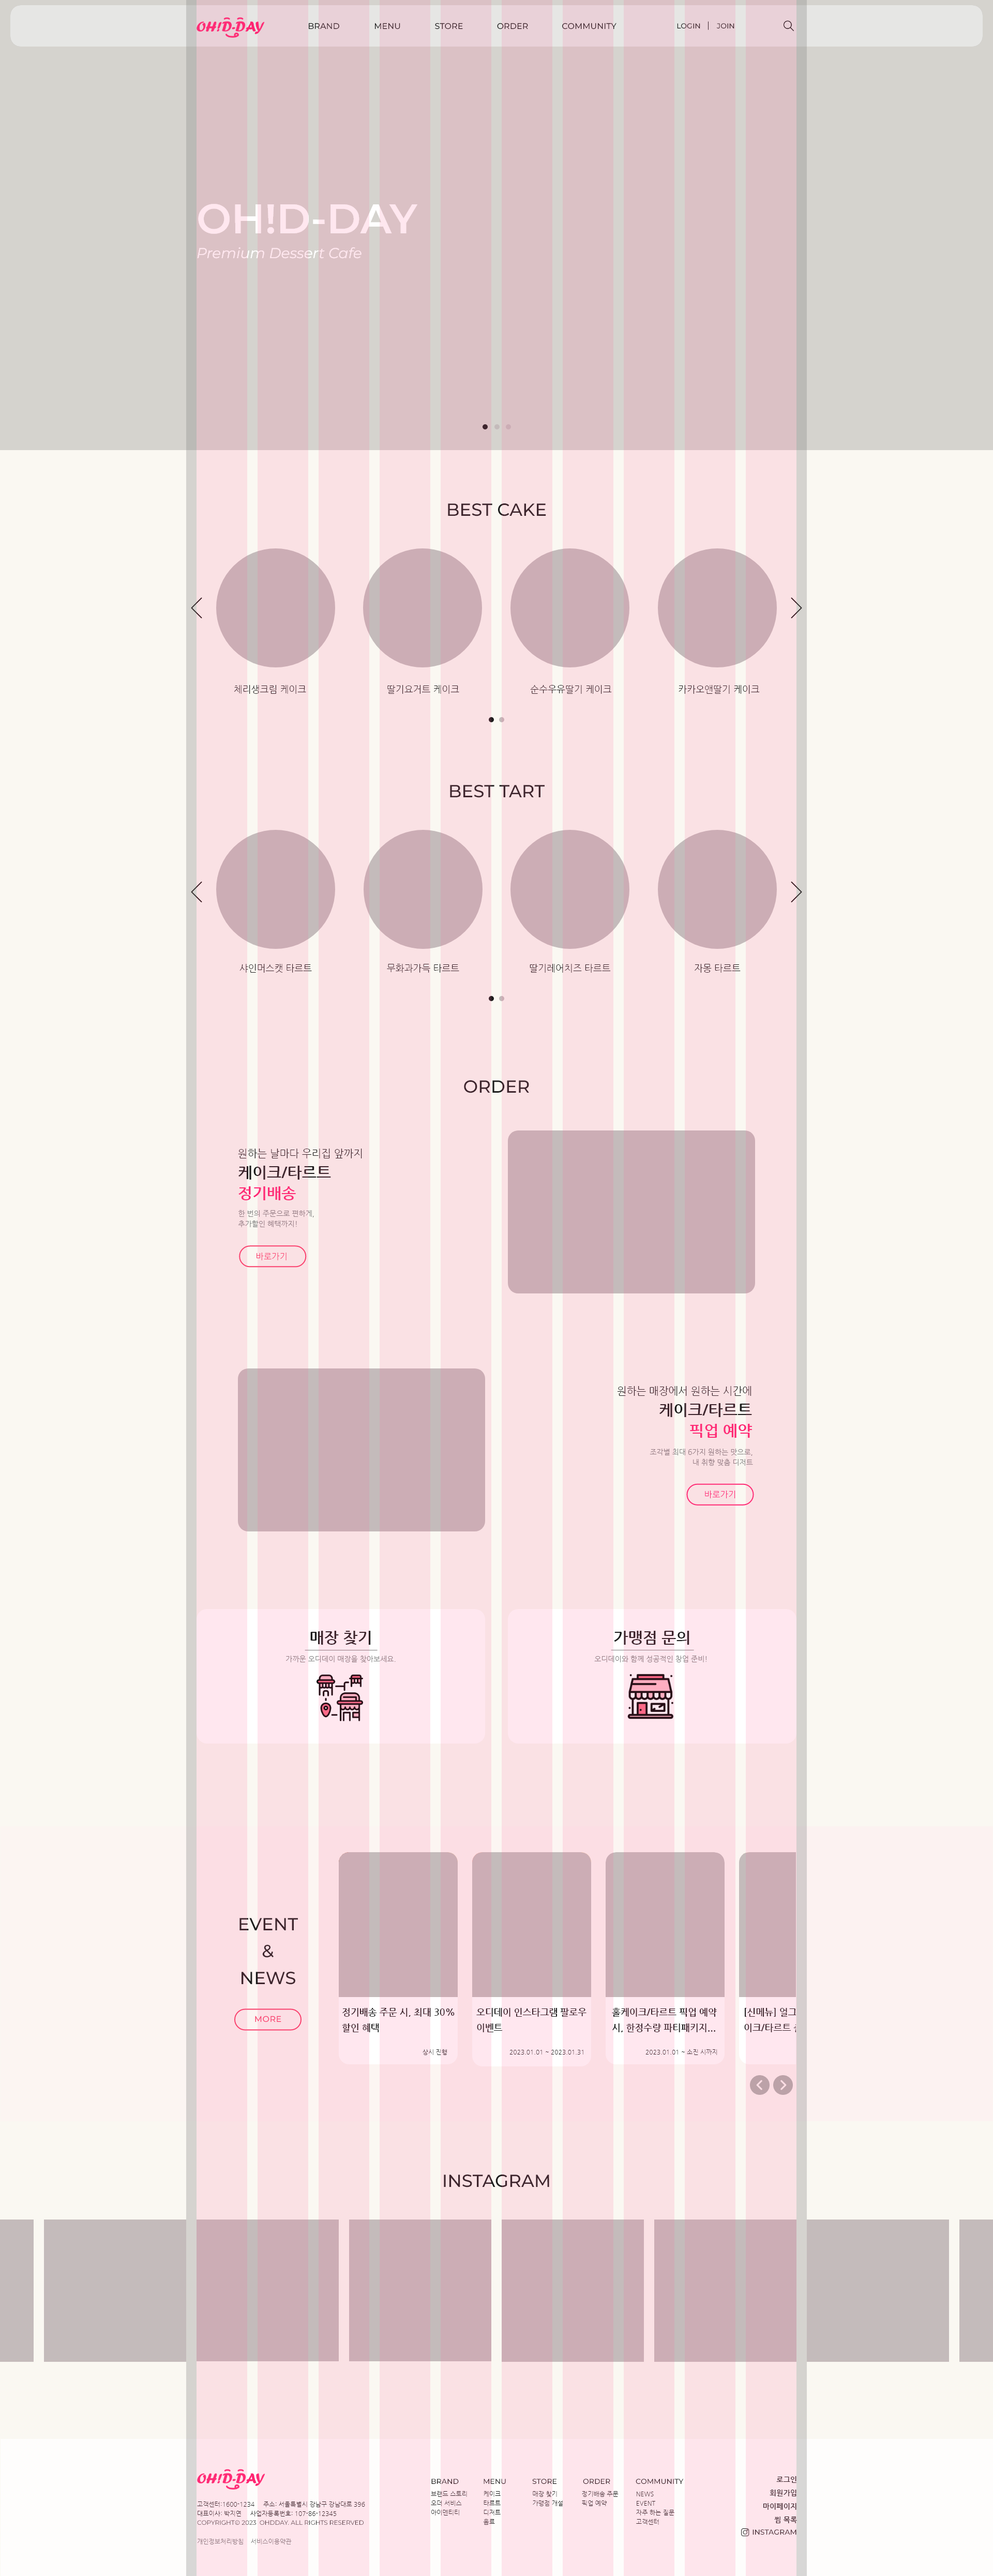 OH!D-DAY
BRAND MENU STORE ORDER COMMUNITY LOGIN | JOIN
OH!D-DAY
Premium Dessert Cafe
BEST CAKE
체리생크림 케이크
딸기요거트 케이크
순수우유딸기 케이크
카카오앤딸기 케이크
BEST TART
샤인머스캣 타르트
무화과가득 타르트
딸기레어치즈 타르트
자몽 타르트
ORDER
원하는 날마다 우리집 앞까지
케이크/타르트
정기배송
한 번의 주문으로 편하게,
추가할인 혜택까지!
바로가기
원하는 매장에서 원하는 시간에
케이크/타르트
픽업 예약
조각별 최대 6가지 원하는 맛으로,
내 취향 맞춤 디저트
바로가기
매장 찾기
가까운 오디데이 매장을 찾아보세요.
가맹점 문의
오디데이와 함께 성공적인 창업 준비!
EVENT
&
NEWS
MORE
정기배송 주문 시, 최대 30%
할인 혜택
상시 진행
오디데이 인스타그램 팔로우
이벤트
2023.01.01 ~ 2023.01.31
홀케이크/타르트 픽업 예약
시, 한정수량 파티패키지...
2023.01.01 ~ 소진 시까지
[신메뉴] 얼그
이크/타르트
INSTAGRAM
OH!D-DAY
고객센터:1600-1234 주소: 서울특별시 강남구 강남대로 396
대표이사: 박지연 사업자등록번호: 107-86-12345
COPYRIGHT© 2023 OHDDAY. ALL RIGHTS RESERVED
개인정보처리방침 서비스이용약관
BRAND
브랜드 스토리
오더 서비스
아이덴티티
MENU
케이크
타르트
디저트
음료
STORE
매장 찾기
가맹점 개설
ORDER
정기배송 주문
픽업 예약
COMMUNITY
NEWS
EVENT
자주 하는 질문
고객센터
로그인
회원가입
마이페이지
찜 목록
INSTAGRAM